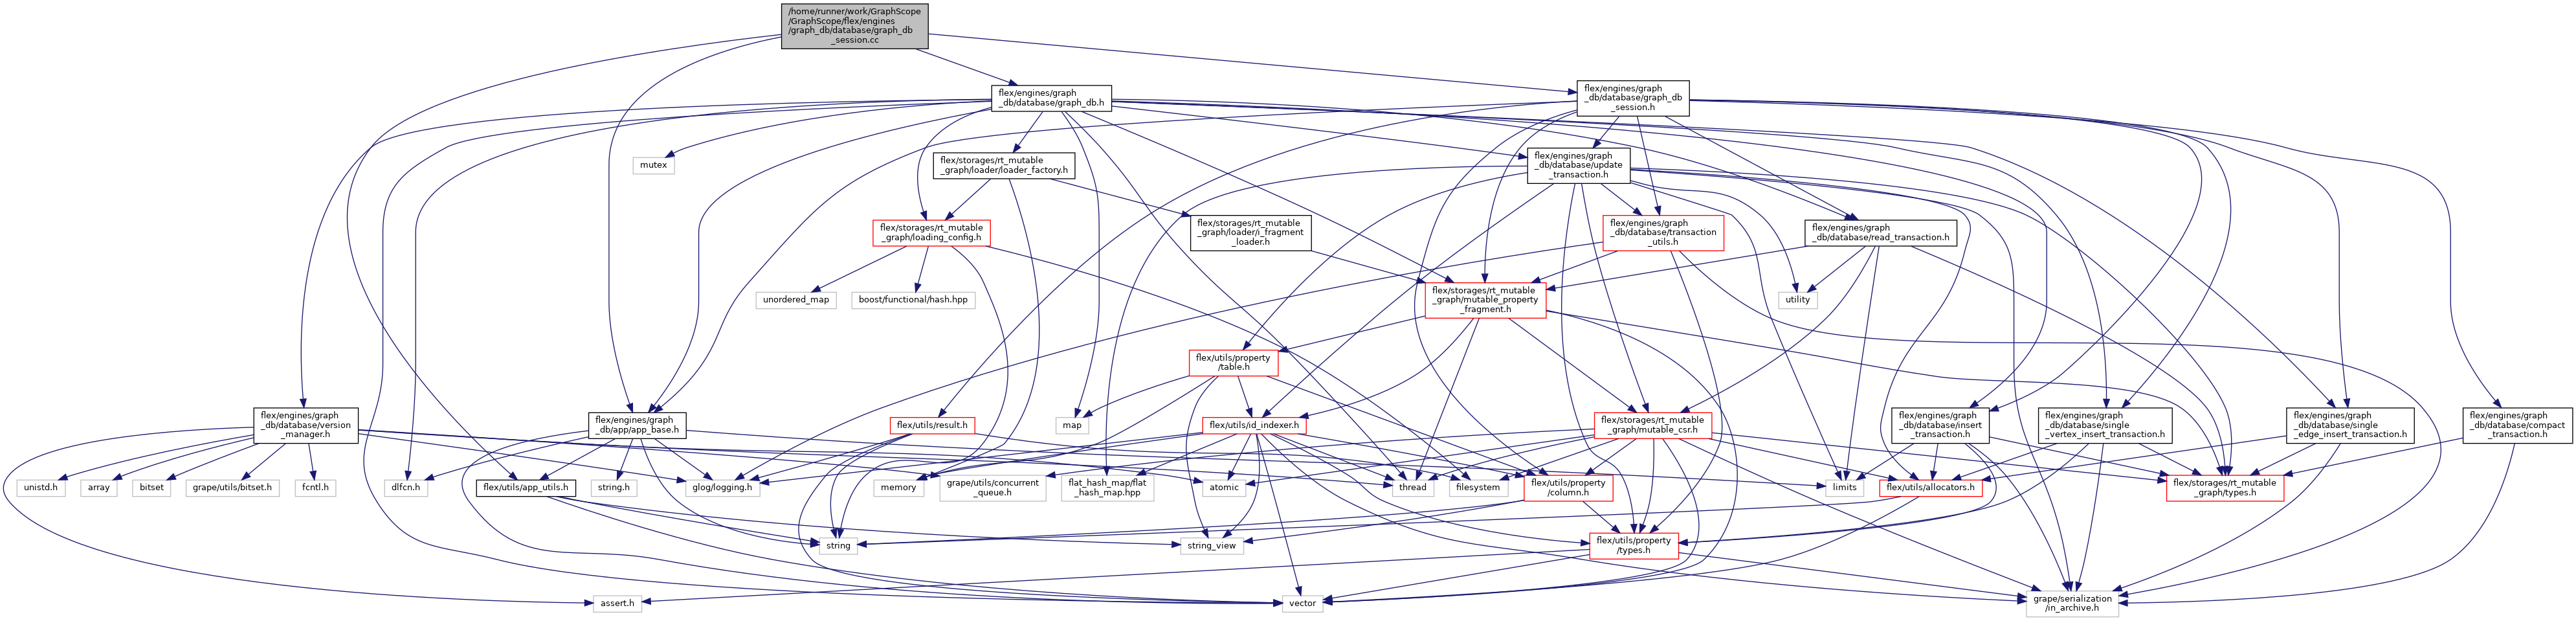 /home/runner/work/GraphScope
/GraphScope/flex/engines
/graph_db/database/graph_db
_session.cc
flex/engines/graph
_db/database/graph_db.h
flex/engines/graph
_db/database/graph_db
_session.h
mutex
flex/storages/rt_mutable
_graph/loader/loader_factory.h
flex/engines/graph
_db/database/update
_transaction.h
flex/storages/rt_mutable
_graph/loading_config.h
flex/storages/rt_mutable
_graph/loader/i_fragment
_loader.h
flex/engines/graph
_db/database/transaction
_utils.h
flex/engines/graph
_db/database/read_transaction.h
unordered_map
boost/functional/hash.hpp
flex/storages/rt_mutable
_graph/mutable_property
_fragment.h
utility
flex/utils/property
/table.h
flex/engines/graph
_db/database/version
_manager.h
flex/engines/graph
_db/app/app_base.h
flex/utils/result.h
map
flex/utils/id_indexer.h
flex/storages/rt_mutable
_graph/mutable_csr.h
flex/engines/graph
_db/database/insert
_transaction.h
flex/engines/graph
_db/database/single
_vertex_insert_transaction.h
flex/engines/graph
_db/database/single
_edge_insert_transaction.h
flex/engines/graph
_db/database/compact
_transaction.h
unistd.h
array
bitset
grape/utils/bitset.h
fcntl.h
dlfcn.h
flex/utils/app_utils.h
string.h
glog/logging.h
memory
grape/utils/concurrent
_queue.h
flat_hash_map/flat
_hash_map.hpp
atomic
thread
filesystem
flex/utils/property
/column.h
limits
flex/utils/allocators.h
flex/storages/rt_mutable
_graph/types.h
string
string_view
flex/utils/property
/types.h
assert.h
vector
grape/serialization
/in_archive.h